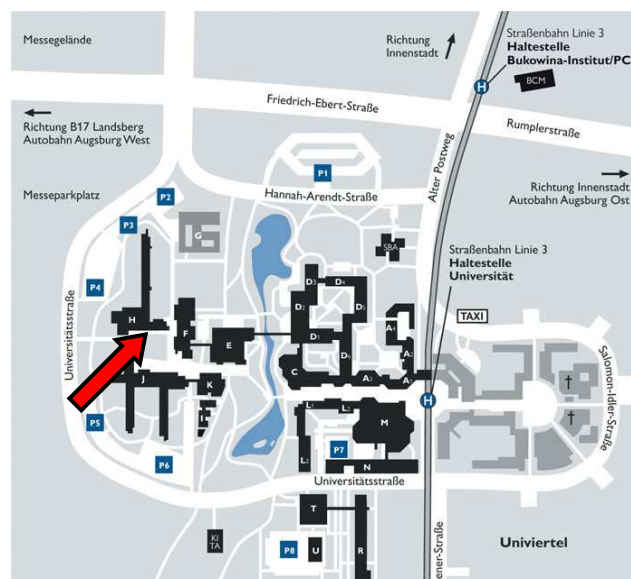 Messegelände
Richtung
Innenstadt
Straßenbahn Linie 3
Haltestelle
Bukowina-Institut/PC
BCM
H
Friedrich-Ebert-Straße
Rumplerstraße
Richtung B17 Landsberg
Autobahn Augsburg West
Alter Postweg
P1
Richtung Innenstadt
Autobahn Augsburg Ost
Messeparkplatz
P2
Hannah-Arendt-Straße
P3
G
SBA
Straßenbahn Linie 3
Haltestelle
Universität
D3
D4
P4
D2
D5
TAXI
H
F
E
D1
A4
Universitätsstraße
D6
A2
Salomon-Idler-Straße
J
K
C
A3
A1
H
L1
L2
M
P5
P6
L1
P7
N
Universitätsstraße
T
KI
TA
P8
U
R
ener-Straße
Univiertel